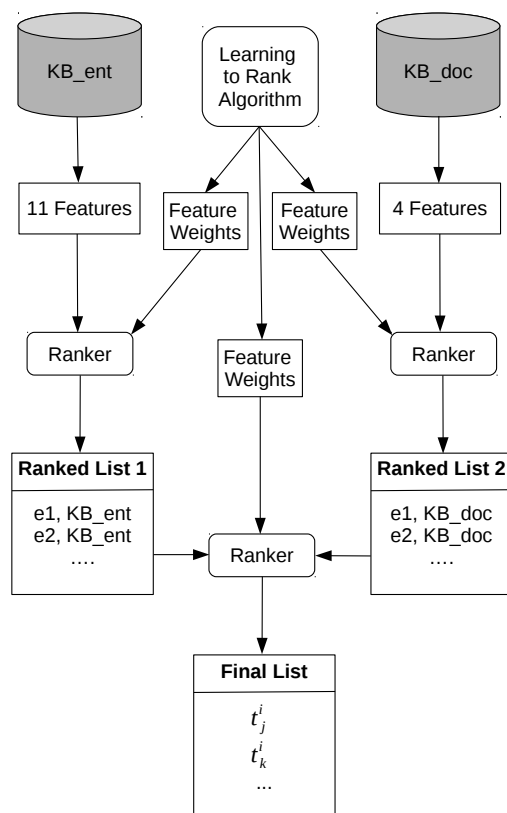 KB_ent
Learning
to Rank
Algorithm
KB_doc
11 Features
Feature
Weights
Feature
Weights
4 Features
Ranker
Feature
Weights
Ranker
Ranked List 1
e1, KB_ent
e2, KB_ent
....
Ranked List 2
e1, KB_doc
e2, KB_doc
....
Ranker
Final List
t^i_j
t^i_k
...